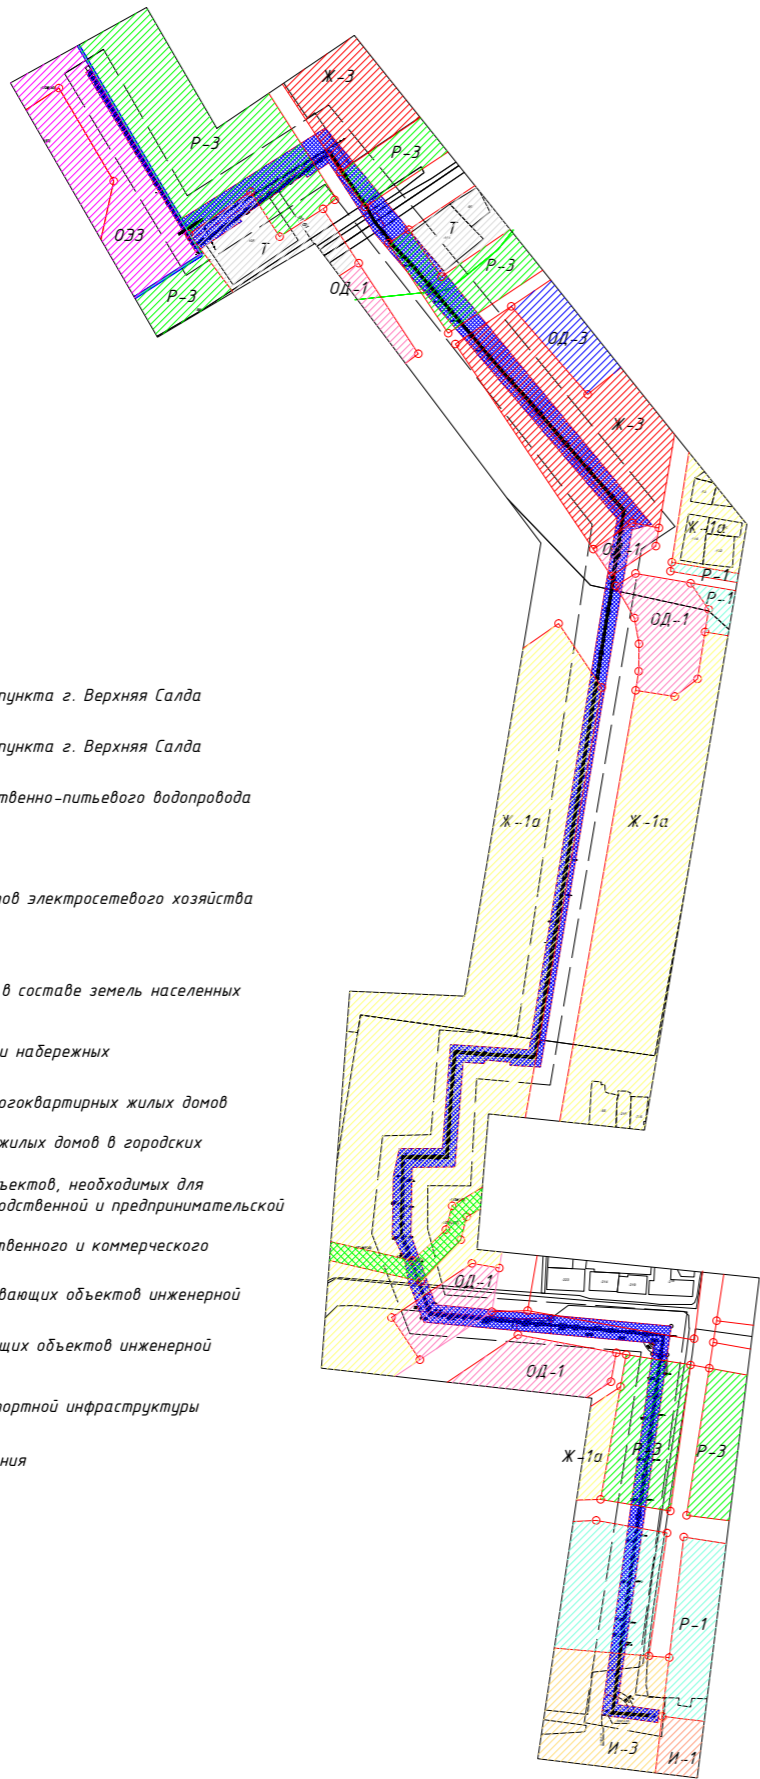 Ж-3
Р-3
Р-3
ОЗЗ
Т
Т
Р-3
Р-3
ОД-1
ОД-3
Ж-3
Ж-1а
ОД-1
Р-1
Р-1
ОД-1
пункта г. Верхняя Салда
пункта г. Верхняя Салда
твенно-питьевого водопровода
Ж-1а
Ж-1а
ов электросетевого хозяйства
в составе земель населенных
и набережных
огоквартирных жилых домов
жилых домов в городских
ъектов, необходимых для
одственной и предпринимательской
твенного и коммерческого
вающих объектов инженерной
ОД-1
щих объектов инженерной
ОД-1
портной инфраструктуры
Р-3
Р-3
Ж-1а
ния
Р-1
И-3
И-1